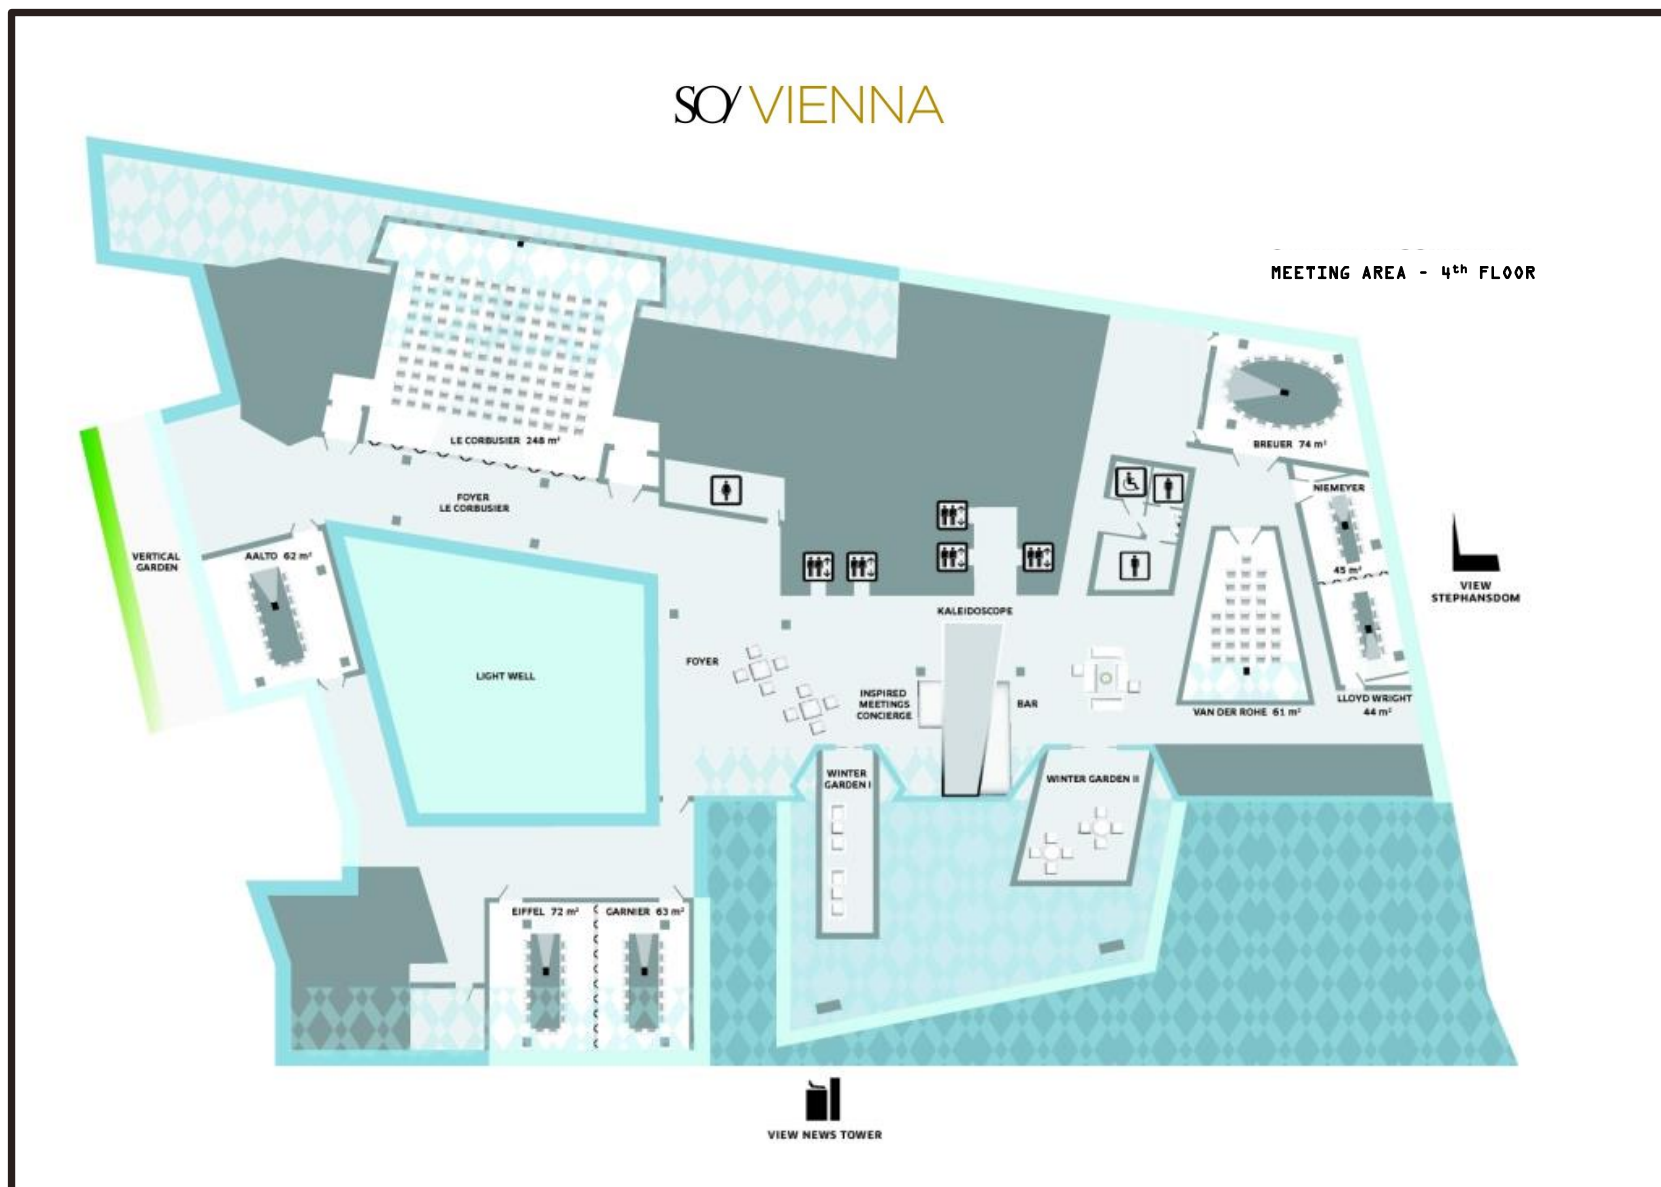 SO/ VIENNA
MEETING AREA - 4th FLOOR
LE CORBUSIER 248 m²
BREUER 74 m²
NIEMEYER
FOYER
LE CORBUSIER
VERTICAL
GARDEN
AALTO 62 m²
45 m²
VIEW
STEPHANSDOM
KALEIDOSCOPE
FOYER
LIGHT WELL
INSPIRED
MEETINGS
CONCIERGE
BAR
VAN DER ROHE 61 m²
LLOYD WRIGHT
44 m²
WINTER
GARDEN I
WINTER GARDEN II
EIFFEL 72 m²
GARNIER 63 m²
VIEW NEWS TOWER